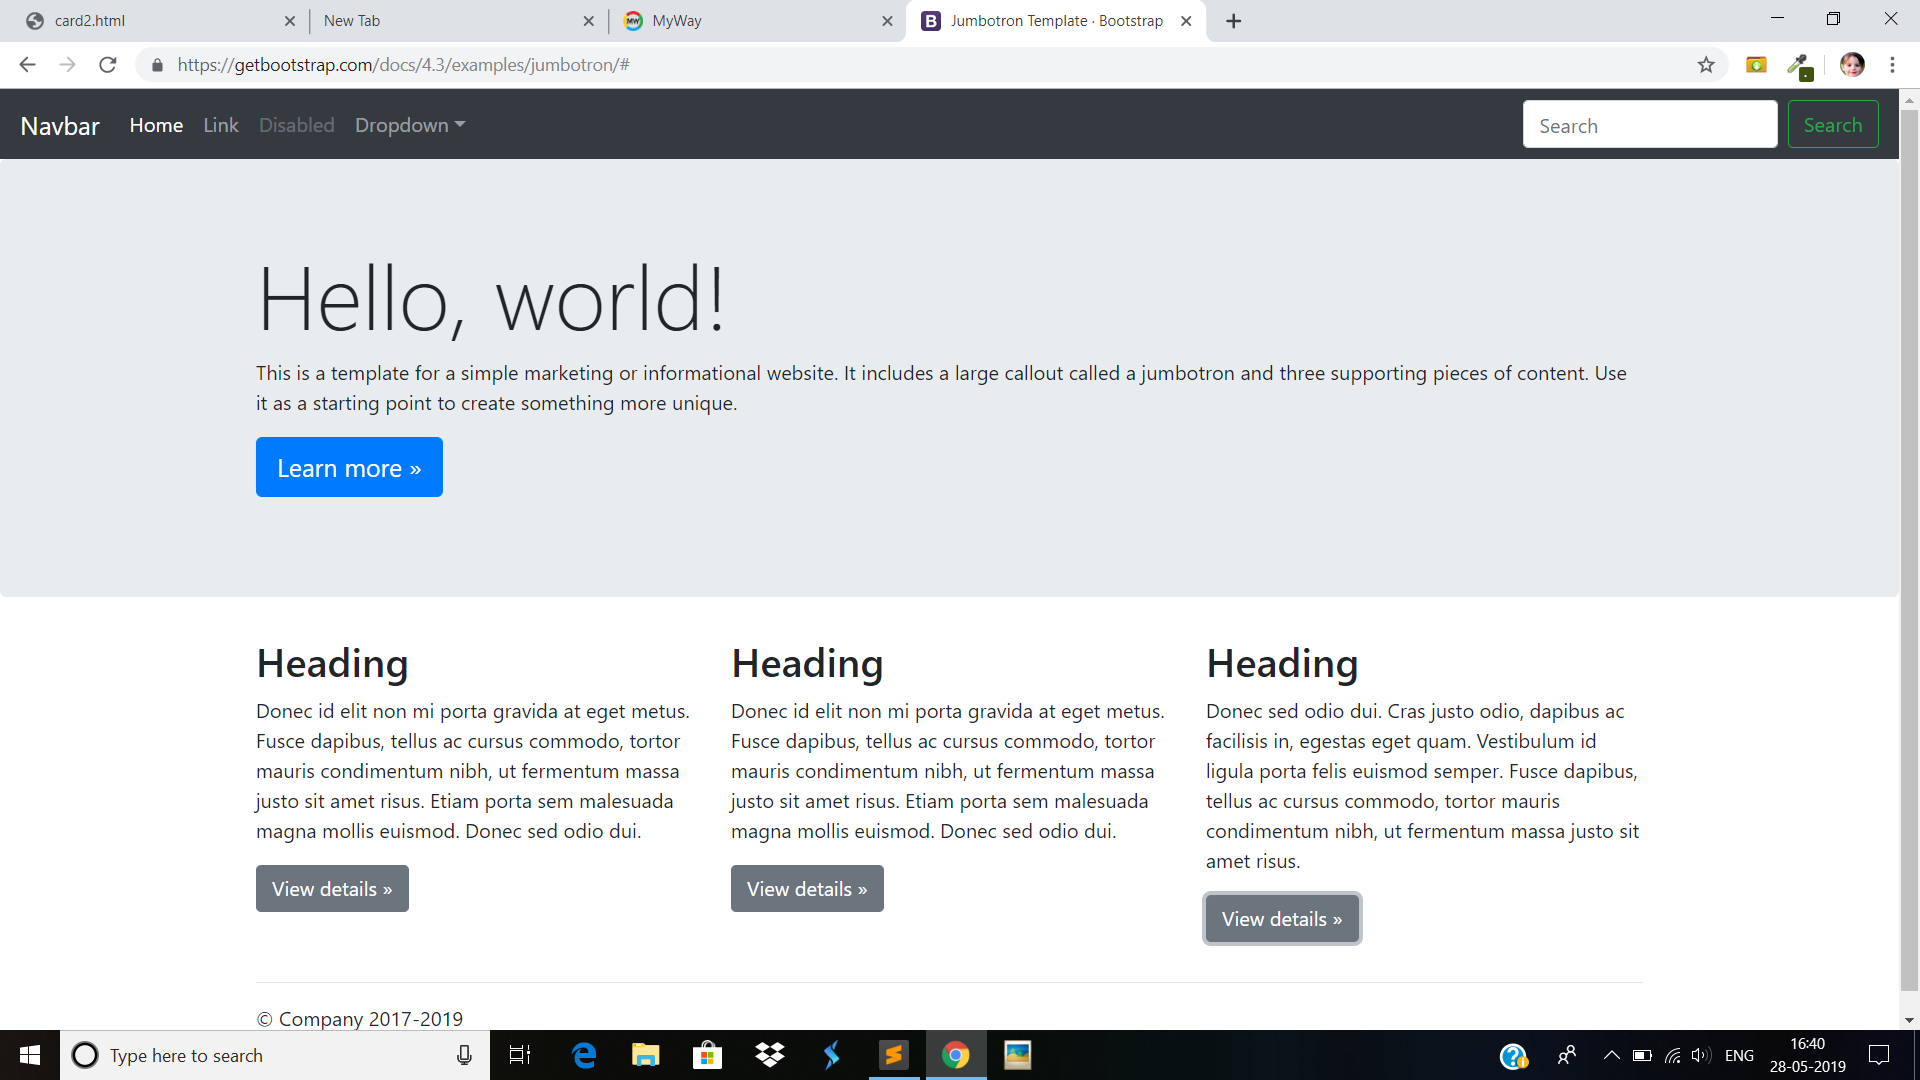 card2.html
New Tab
MyWay
Jumbotron Template · Bootstrap
https://getbootstrap.com/docs/4.3/examples/jumbotron/#
Navbar Home Link Disabled Dropdown Search Search
Hello, world!
This is a template for a simple marketing or informational website. It includes a large callout called a jumbotron and three supporting pieces of content. Use
it as a starting point to create something more unique.
Learn more »
Heading
Donec id elit non mi porta gravida at eget metus.
Fusce dapibus, tellus ac cursus commodo, tortor
mauris condimentum nibh, ut fermentum massa
justo sit amet risus. Etiam porta sem malesuada
magna mollis euismod. Donec sed odio dui.
View details »
Heading
Donec id elit non mi porta gravida at eget metus.
Fusce dapibus, tellus ac cursus commodo, tortor
mauris condimentum nibh, ut fermentum massa
justo sit amet risus. Etiam porta sem malesuada
magna mollis euismod. Donec sed odio dui.
View details »
Heading
Donec sed odio dui. Cras justo odio, dapibus ac
facilisis in, egestas eget quam. Vestibulum id
ligula porta felis euismod semper. Fusce dapibus,
tellus ac cursus commodo, tortor mauris
condimentum nibh, ut fermentum massa justo sit
amet risus.
View details »
© Company 2017-2019
Type here to search
ENG
16:40
28-05-2019